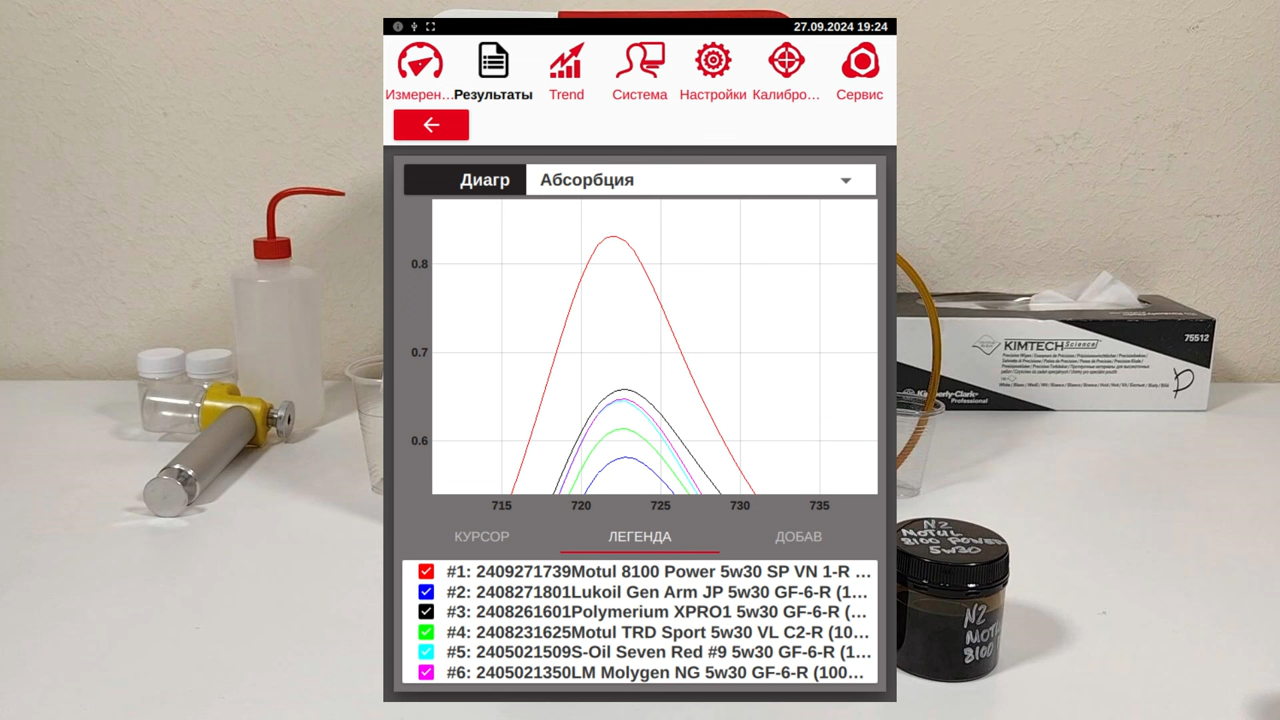 27.09.2024 19:24
Измерен... Результаты Trend Система Настройки Калибро... Сервис
Диагр Абсорбция
0.8
0.7
0.6
715 720 725 730 735
КУРСОР ЛЕГЕНДА ДОБАВ
#1: 2409271739Motul 8100 Power 5w30 SP VN 1-R ...
#2: 2408271801Lukoil Gen Arm JP 5w30 GF-6-R (1...
#3: 2408261601Polymerium XPRO1 5w30 GF-6-R (...
#4: 2408231625Motul TRD Sport 5w30 VL C2-R (10...
#5: 2405021509S-Oil Seven Red #9 5w30 GF-6-R (1...
#6: 2405021350LM Molygen NG 5w30 GF-6-R (100...
KIMTECH Science
75512
Kimberly-Clark
Professional
P
N2
MOTUL
8100 POWER
5W30
N2
MOTU
8100